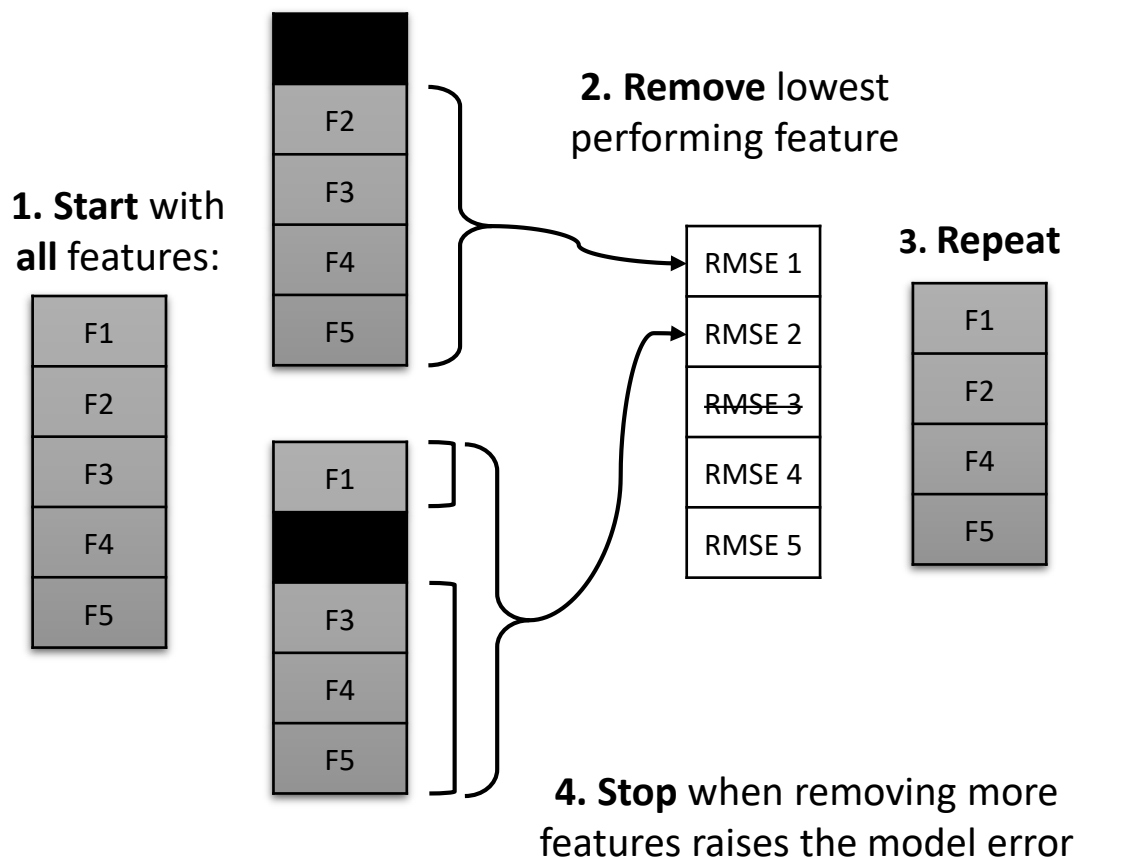 1. Start with
all features:
F1
F2
F3
F4
F5
F2
F3
F4
F5
F1
F3
F4
F5
2. Remove lowest
performing feature
RMSE 1
RMSE 2
RMSE 3
RMSE 4
RMSE 5
3. Repeat
F1
F2
F4
F5
4. Stop when removing more
features raises the model error